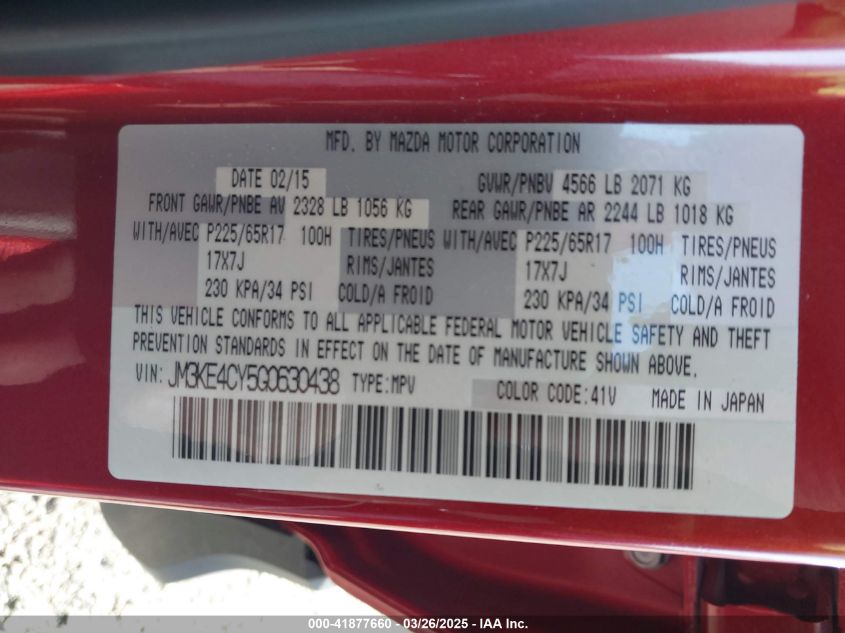 MFD. BY MAZDA MOTOR CORPORATION
DATE 02/15 GVWR/PNBV 4566 LB 2071 KG
FRONT GAWR/PNBE AV 2328 LB 1056 KG REAR GAWR/PNBE AR 2244 LB 1018 KG
WITH/AVEC P225/65R17 100H TIRES/PNEUS WITH/AVEC P225/65R17 100H TIRES/PNEUS
17X7J RIMS/JANTES 17X7J RIMS/JANTES
230 KPA/34 PSI COLD/A FROID 230 KPA/34 PSI COLD/A FROID
THIS VEHICLE CONFORMS TO ALL APPLICABLE FEDERAL MOTOR VEHICLE SAFETY AND THEFT
PREVENTION STANDARDS IN EFFECT ON THE DATE OF MANUFACTURE SHOWN ABOVE.
VIN: JM3KE4CY5G0630438 TYPE:MPV COLOR CODE:41V MADE IN JAPAN
000-41877660 - 03/26/2025 - IAA Inc.